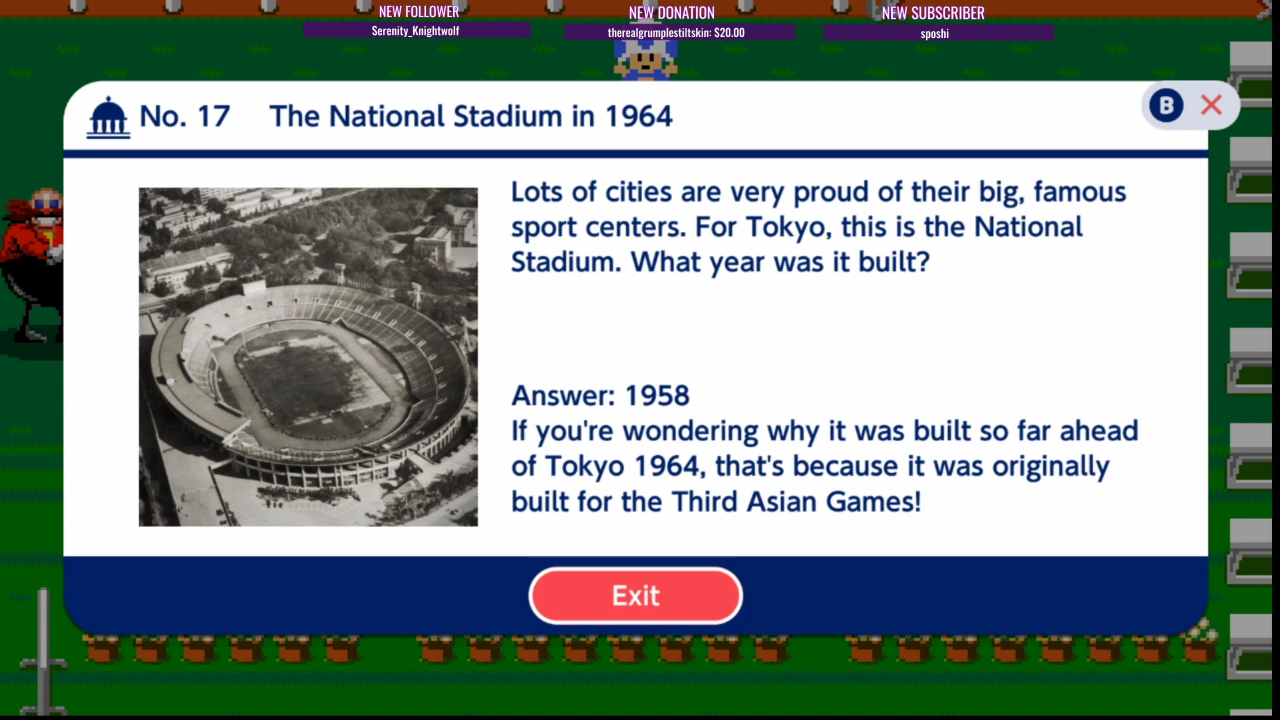 NEW FOLLOWER
Serenity_Knightwolf
NEW DONATION
therealgrumplestiltskin: $20.00
NEW SUBSCRIBER
sposhi
No. 17 The National Stadium in 1964
B
Lots of cities are very proud of their big, famous
sport centers. For Tokyo, this is the National
Stadium. What year was it built?
Answer: 1958
If you're wondering why it was built so far ahead
of Tokyo 1964, that's because it was originally
built for the Third Asian Games!
Exit